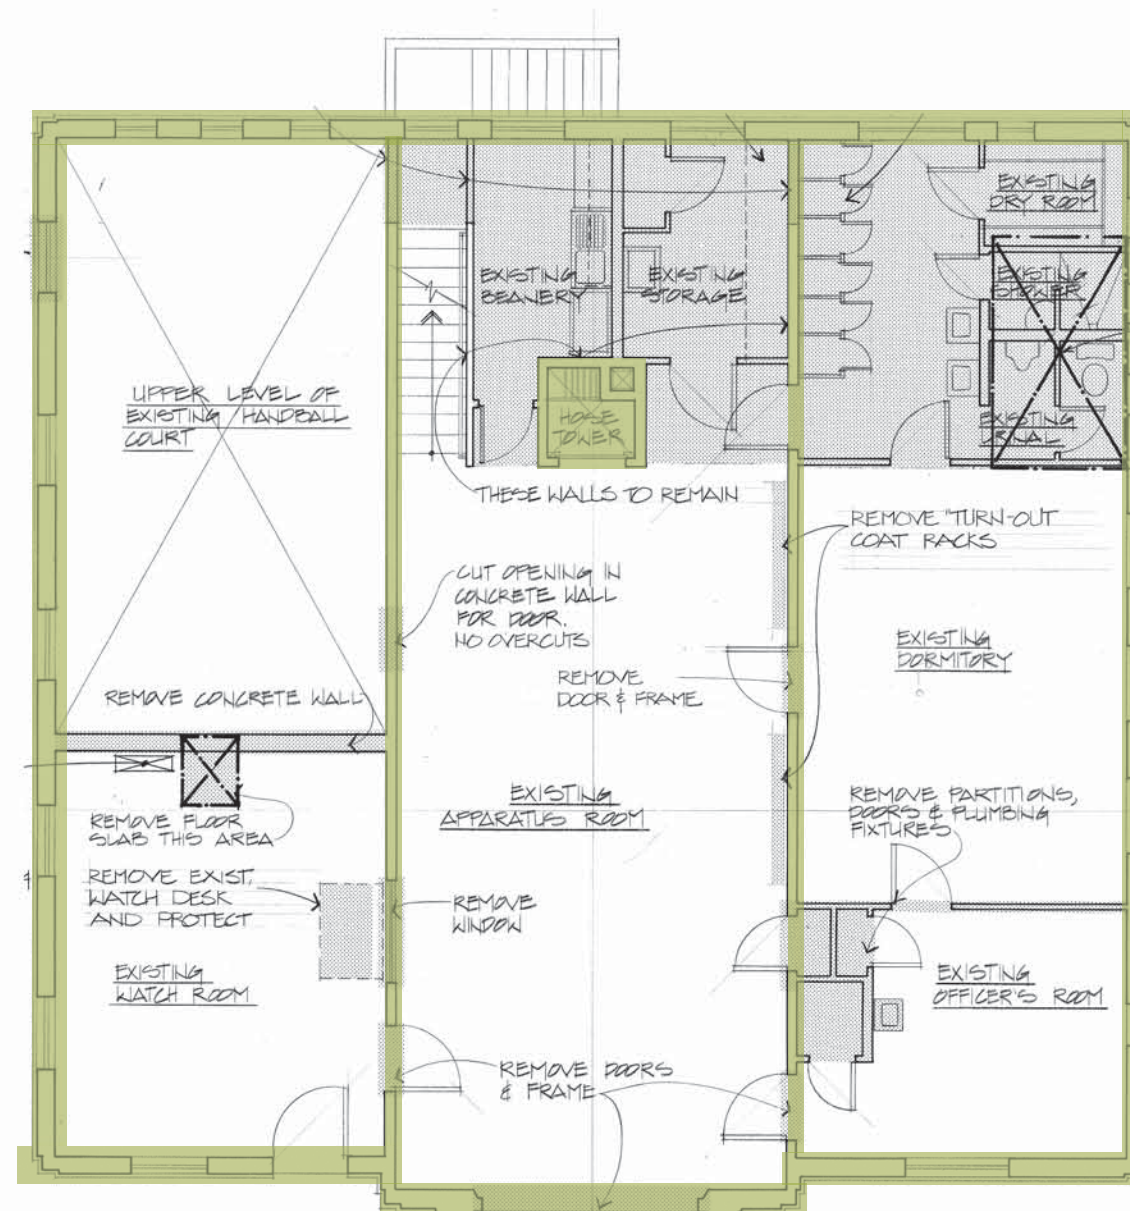 EXISTING
DRY ROOM
EXISTING
BEANERY
EXISTING
STORAGE
EXISTING
SHOWER
UPPER LEVEL OF
EXISTING HANDBALL
COURT
HOSE
TOWER
EXISTING
URINAL
THESE WALLS TO REMAIN
REMOVE "TURN-OUT
COAT RACKS
CUT OPENING IN
CONCRETE WALL
FOR DOOR.
NO OVERCUTS
EXISTING
DORMITORY
REMOVE
DOOR & FRAME
REMOVE CONCRETE WALL
EXISTING
APPARATUS ROOM
REMOVE PARTITIONS,
DOORS & PLUMBING
FIXTURES
REMOVE FLOOR
SLAB THIS AREA
REMOVE EXIST.
WATCH DESK
AND PROTECT
REMOVE
WINDOW
EXISTING
WATCH ROOM
EXISTING
OFFICER'S ROOM
REMOVE DOORS
& FRAME